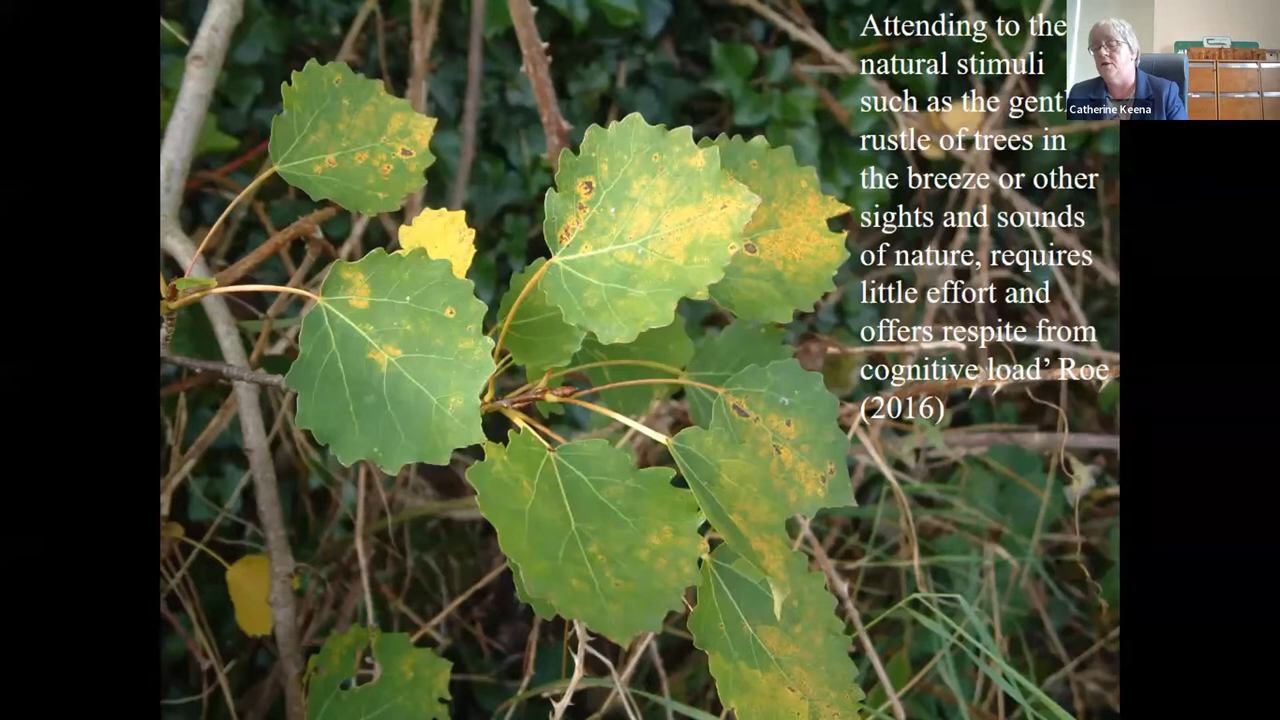 Attending to the
natural stimuli
such as the gent
rustle of trees in
the breeze or other
sights and sounds
of nature, requires
little effort and
offers respite from
cognitive load’ Roe
(2016)
Catherine Keena